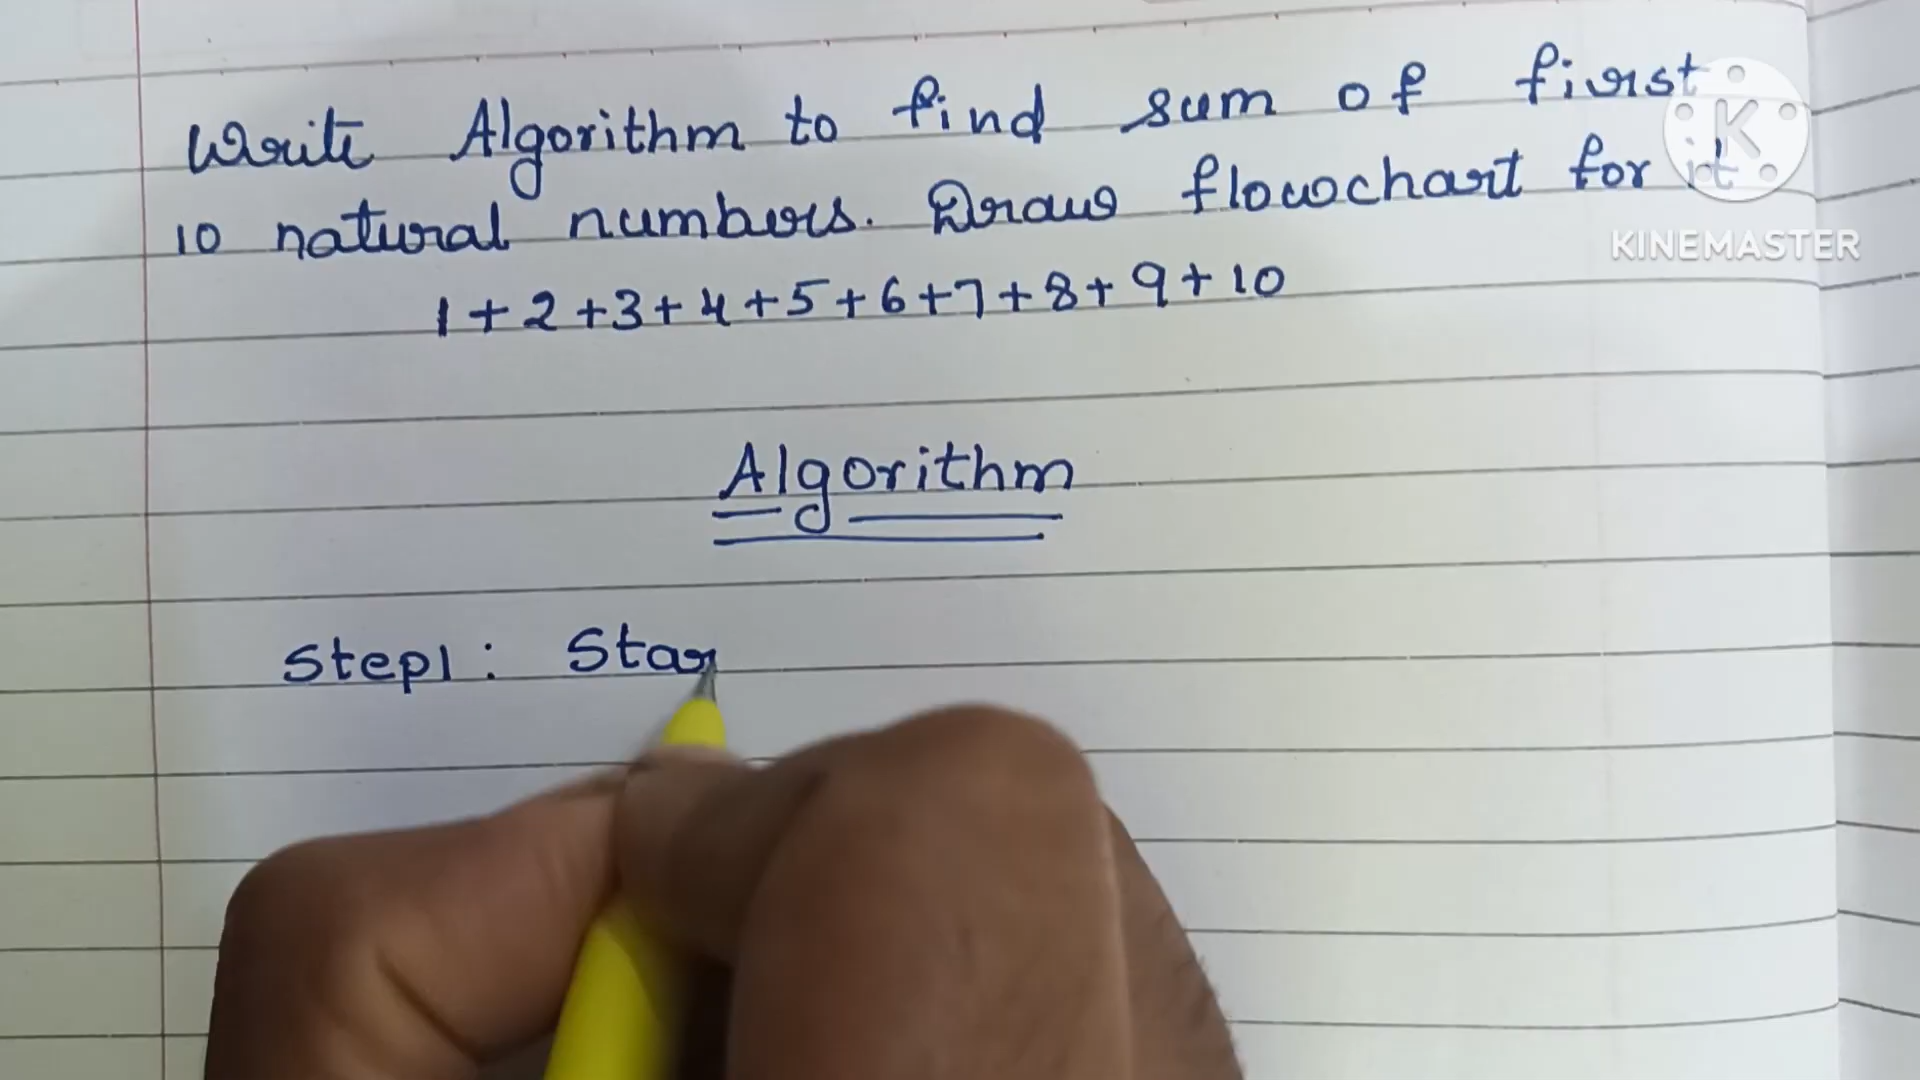 Write Algorithm to find sum of first
10 natural numbers. Draw flowchart for it
KINEMASTER
1 + 2 + 3 + 4 + 5 + 6 + 7 + 8 + 9 + 10
Algorithm
Step1 : Star